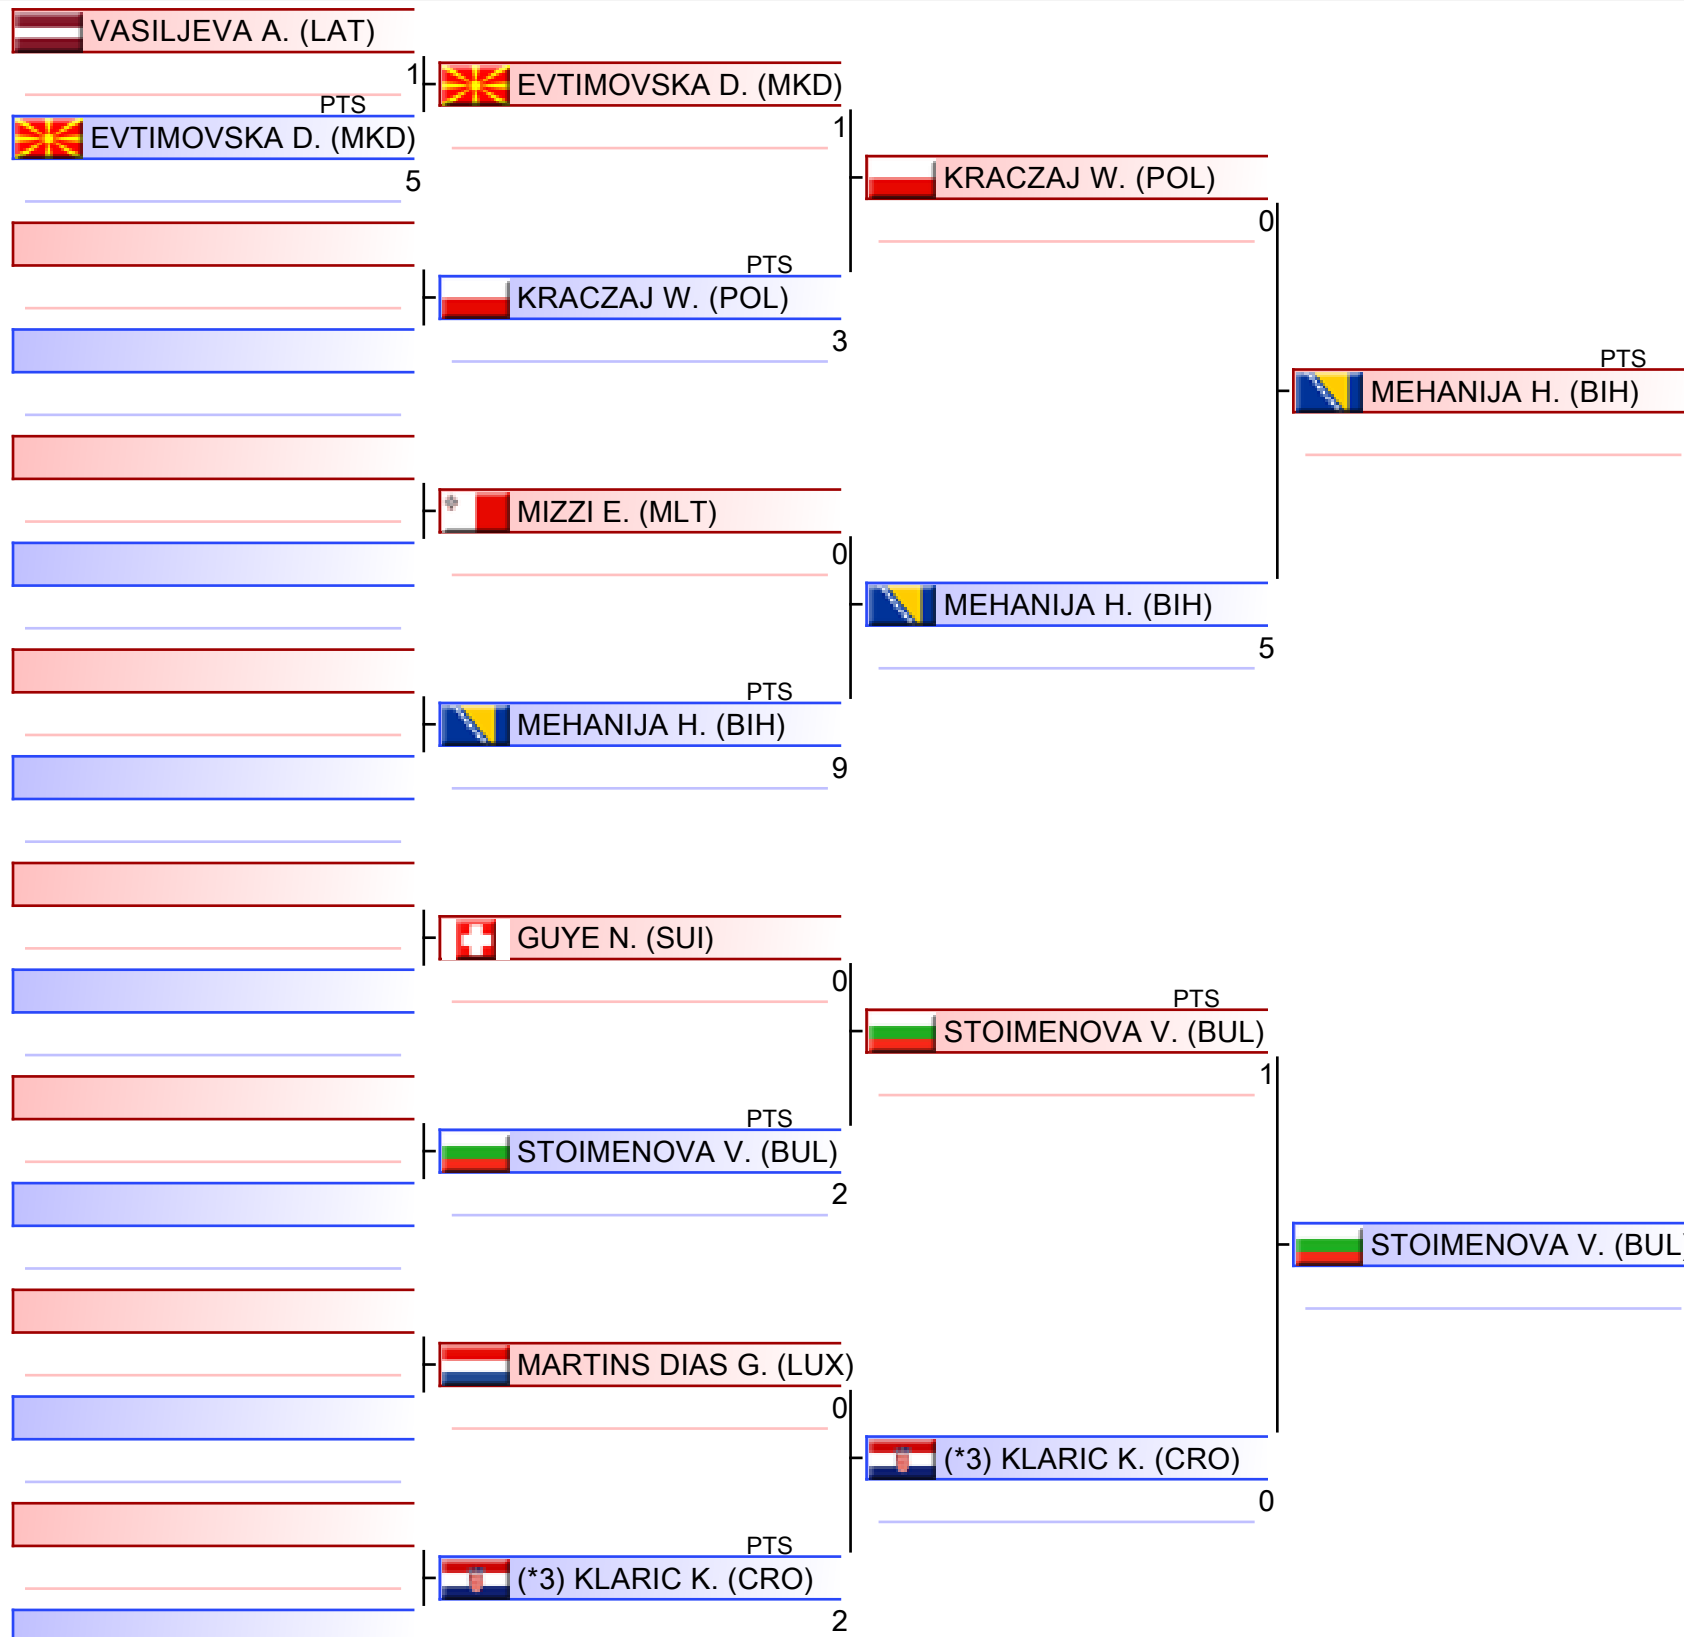 VASILJEVA A. (LAT)
1
PTS
EVTIMOVSKA D. (MKD)
5
EVTIMOVSKA D. (MKD)
1
PTS
KRACZAJ W. (POL)
3
MIZZI E. (MLT)
0
PTS
MEHANIJA H. (BIH)
9
GUYE N. (SUI)
0
PTS
STOIMENOVA V. (BUL)
2
MARTINS DIAS G. (LUX)
0
PTS
(*3) KLARIC K. (CRO)
2
KRACZAJ W. (POL)
0
MEHANIJA H. (BIH)
5
PTS
STOIMENOVA V. (BUL)
1
(*3) KLARIC K. (CRO)
0
PTS
MEHANIJA H. (BIH)
STOIMENOVA V. (BUL)